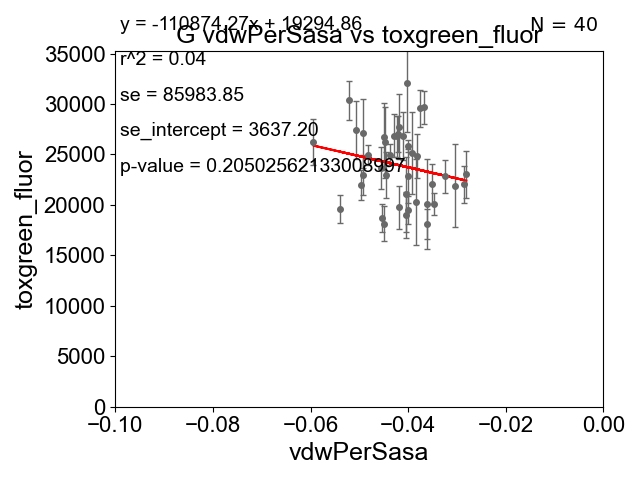 y = -110874.27x + 19294.86
N = 40
G vdwPerSasa vs toxgreen_fluor
r^2 = 0.04
se = 85983.85
se_intercept = 3637.20
p-value = 0.20502562133008997
toxgreen_fluor
35000
30000
25000
20000
15000
10000
5000
0
−0.10
−0.08
−0.06
−0.04
−0.02
0.00
vdwPerSasa